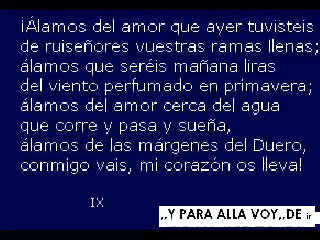 ¡Álamos del amor que ayer tuvisteis
de ruiseñores vuestras ramas llenas;
álamos que seréis mañana liras
del viento perfumado en primavera;
álamos del amor cerca del agua
que corre y pasa y sueña,
álamos de las márgenes del Duero,
conmigo vais, mi corazón os lleva!
IX
,,Y PARA ALLA VOY,,DE ir